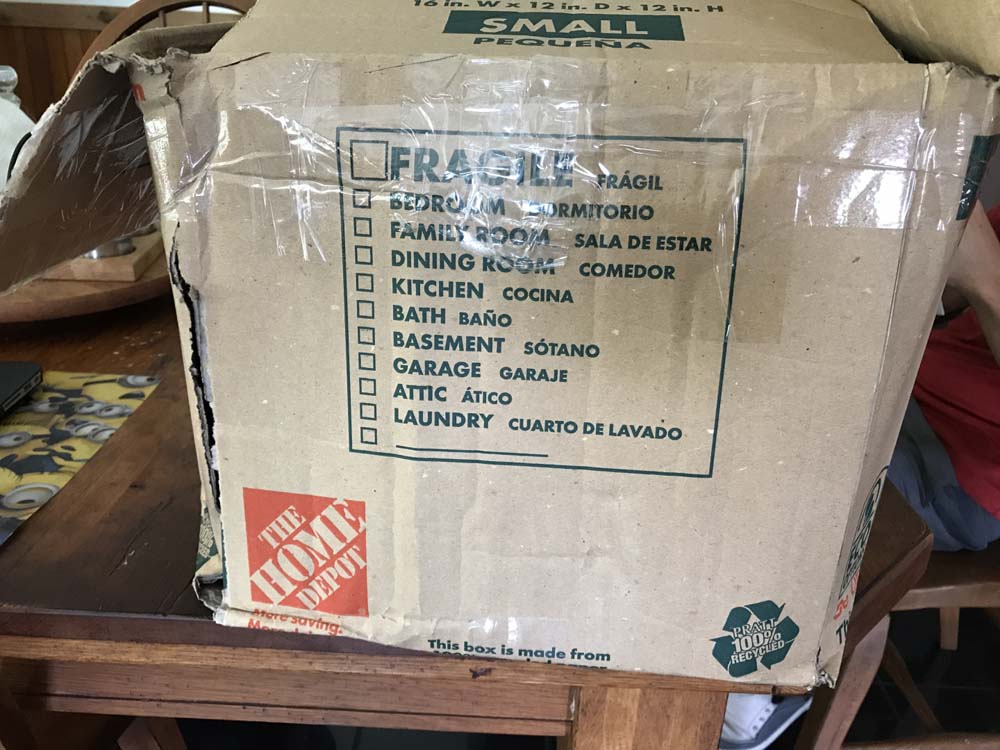 16 in. W x 12 in. D x 12 in. H
SMALL
PEQUEÑA
FRAGILE FRÁGIL
BEDROOM DORMITORIO
FAMILY ROOM SALA DE ESTAR
DINING ROOM COMEDOR
KITCHEN COCINA
BATH BAÑO
BASEMENT SÓTANO
GARAGE GARAJE
ATTIC ÁTICO
LAUNDRY CUARTO DE LAVADO
THE
HOME
DEPOT
More saving.
This box is made from
PRATT
100%
RECYCLED